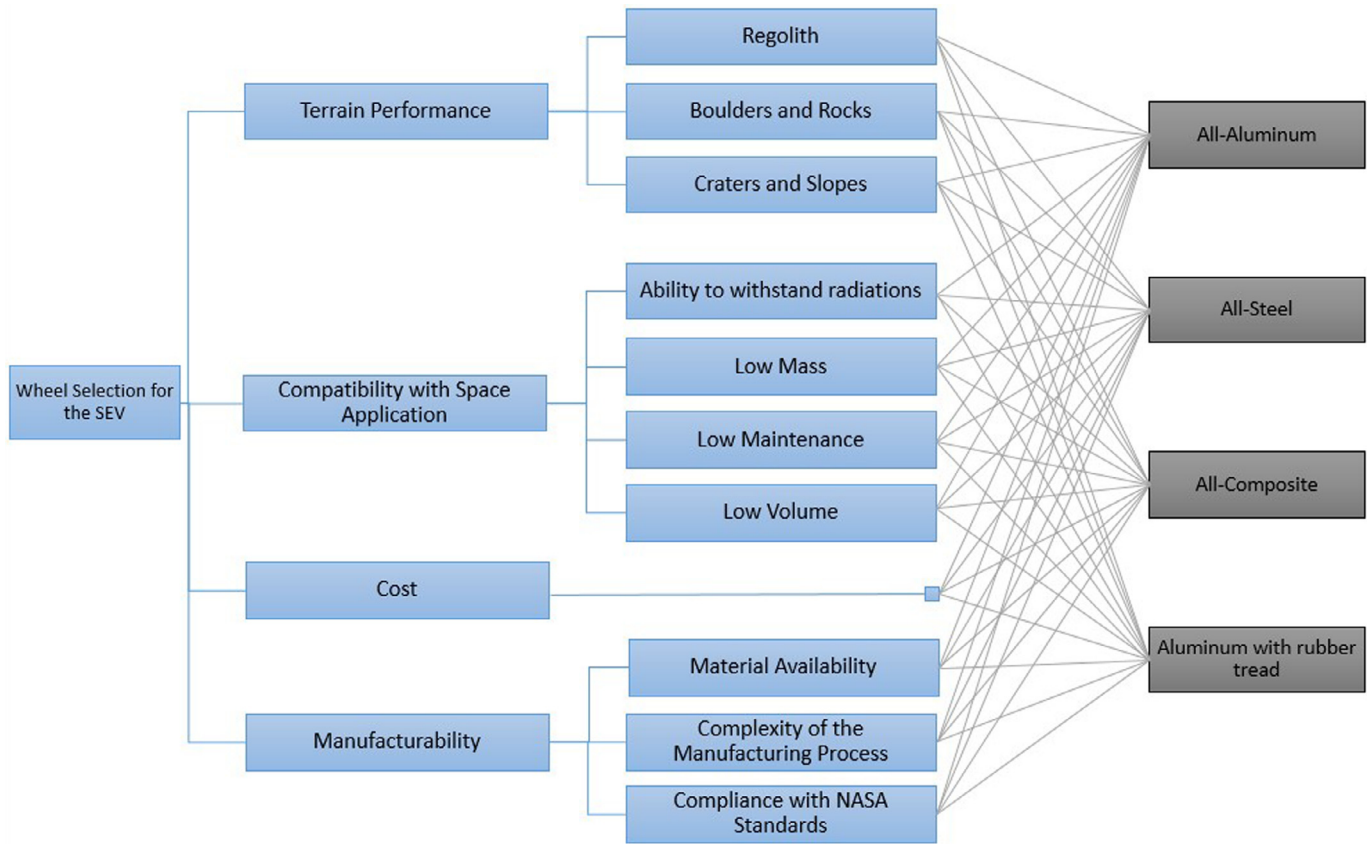 Wheel Selection for
the SEV
Terrain Performance
Compatibility with Space
Application
Cost
Manufacturability
Regolith
Boulders and Rocks
Craters and Slopes
Ability to withstand radiations
Low Mass
Low Maintenance
Low Volume
Material Availability
Complexity of the
Manufacturing Process
Compliance with NASA
Standards
All-Aluminum
All-Steel
All-Composite
Aluminum with rubber
tread